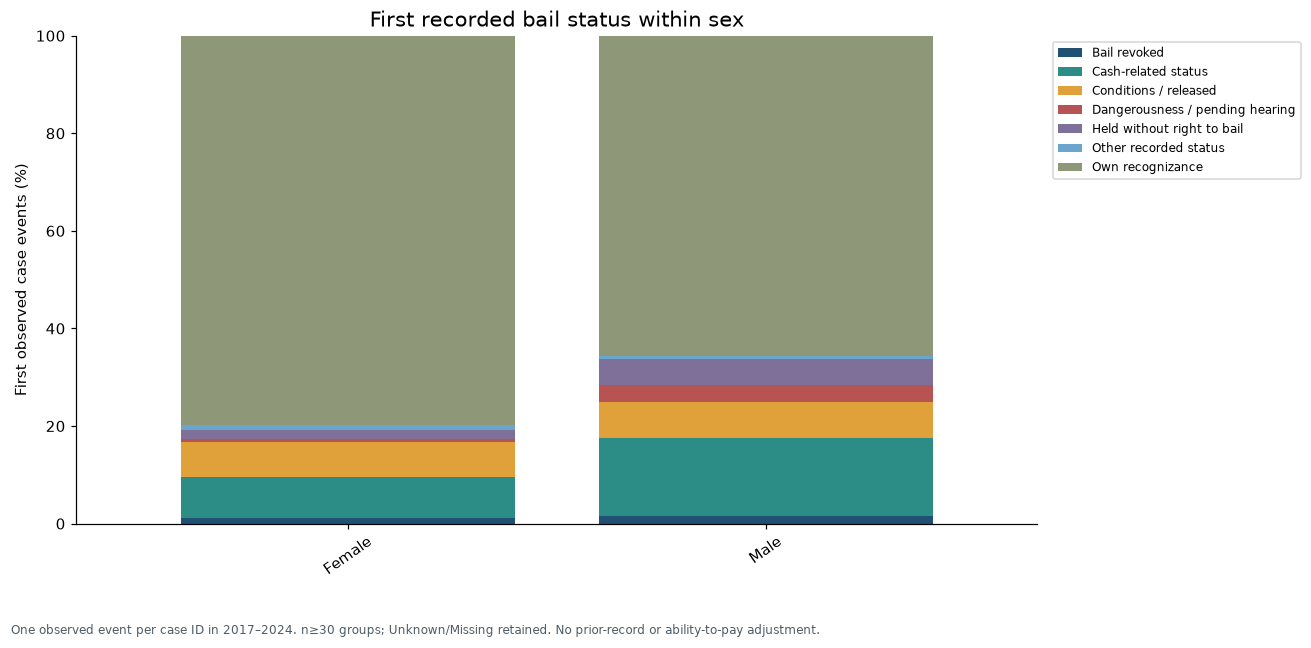 First recorded bail status within sex
100
80
60
40
20
0
First observed case events (%)
Female
Male
Bail revoked
Cash-related status
Conditions / released
Dangerousness / pending hearing
Held without right to bail
Other recorded status
Own recognizance
One observed event per case ID in 2017–2024. n≥30 groups; Unknown/Missing retained. No prior-record or ability-to-pay adjustment.